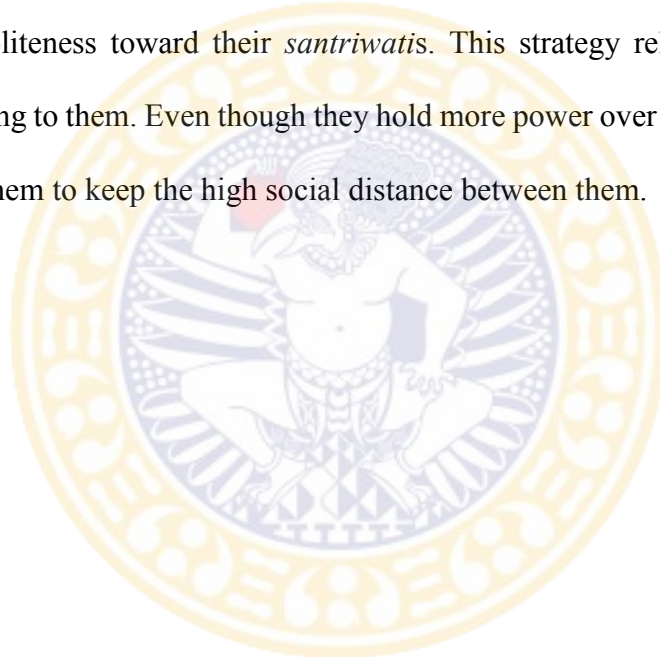 liteness toward their santriwatis. This strategy rel
ng to them. Even though they hold more power over
hem to keep the high social distance between them.